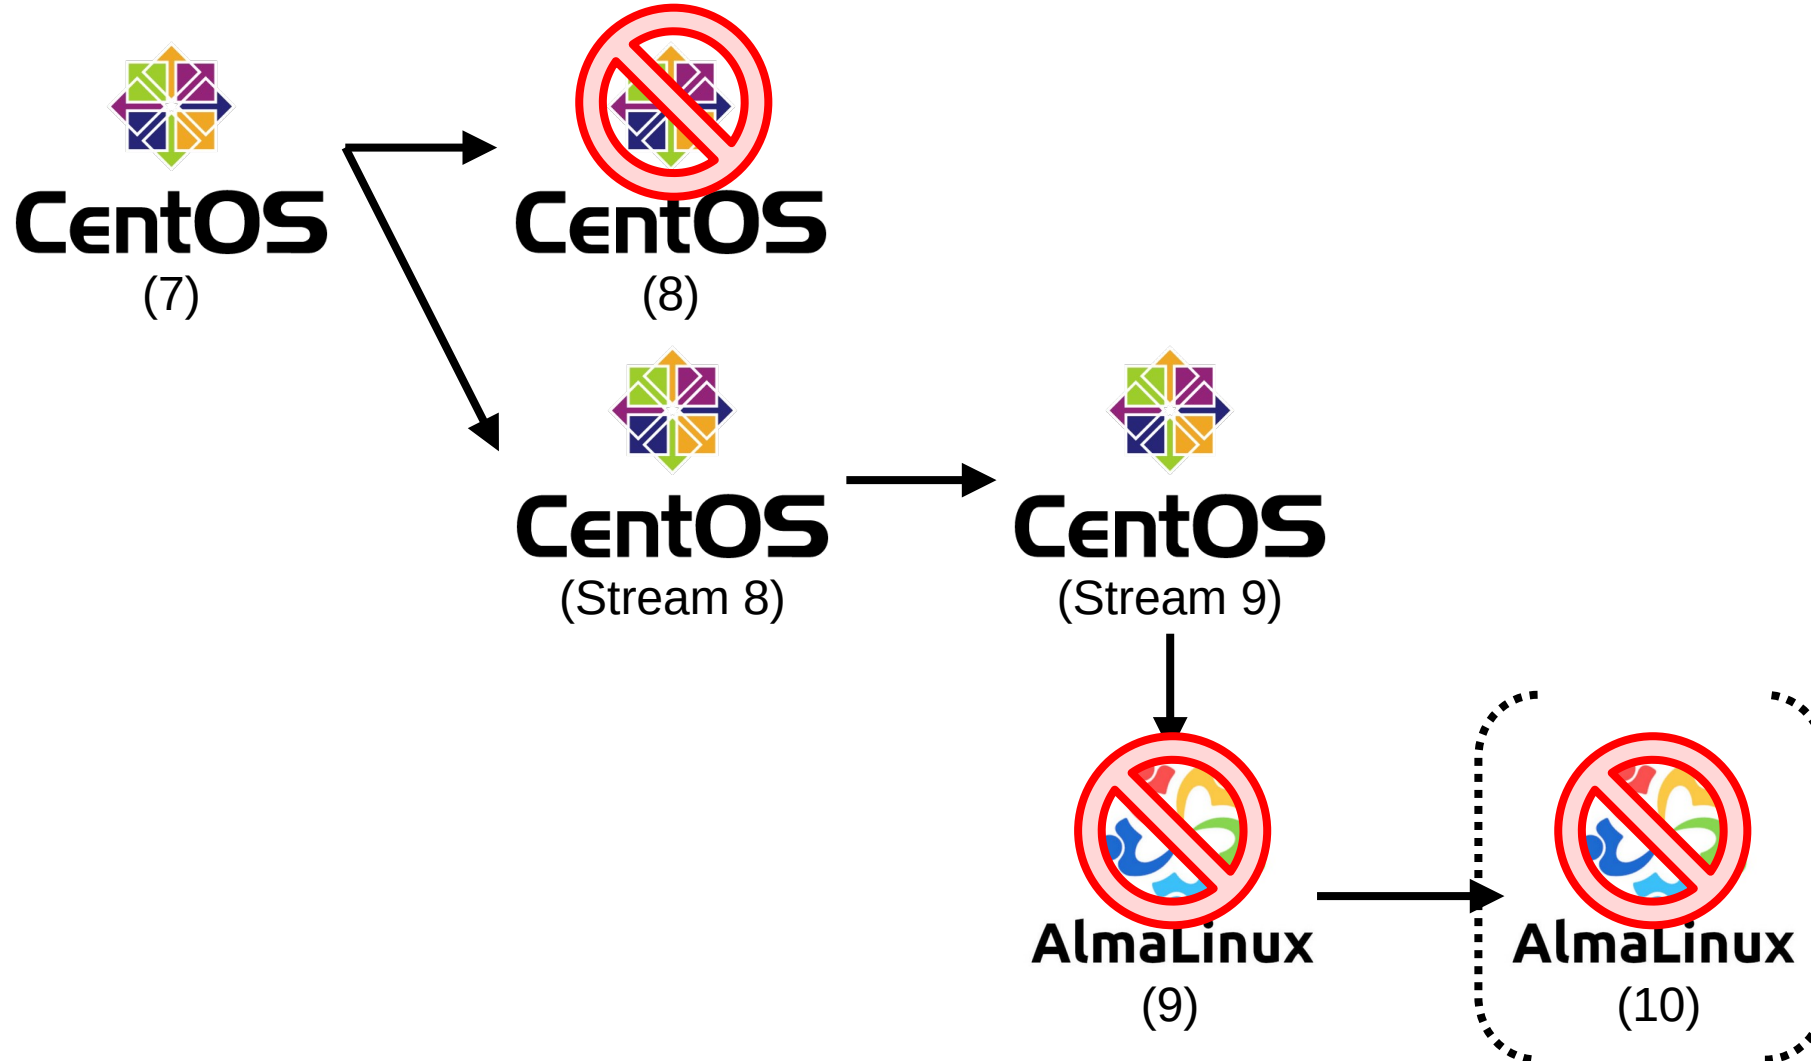 CentOS
(7)
CentOS
(8)
CentOS
(Stream 8)
CentOS
(Stream 9)
AlmaLinux
(9)
AlmaLinux
(10)